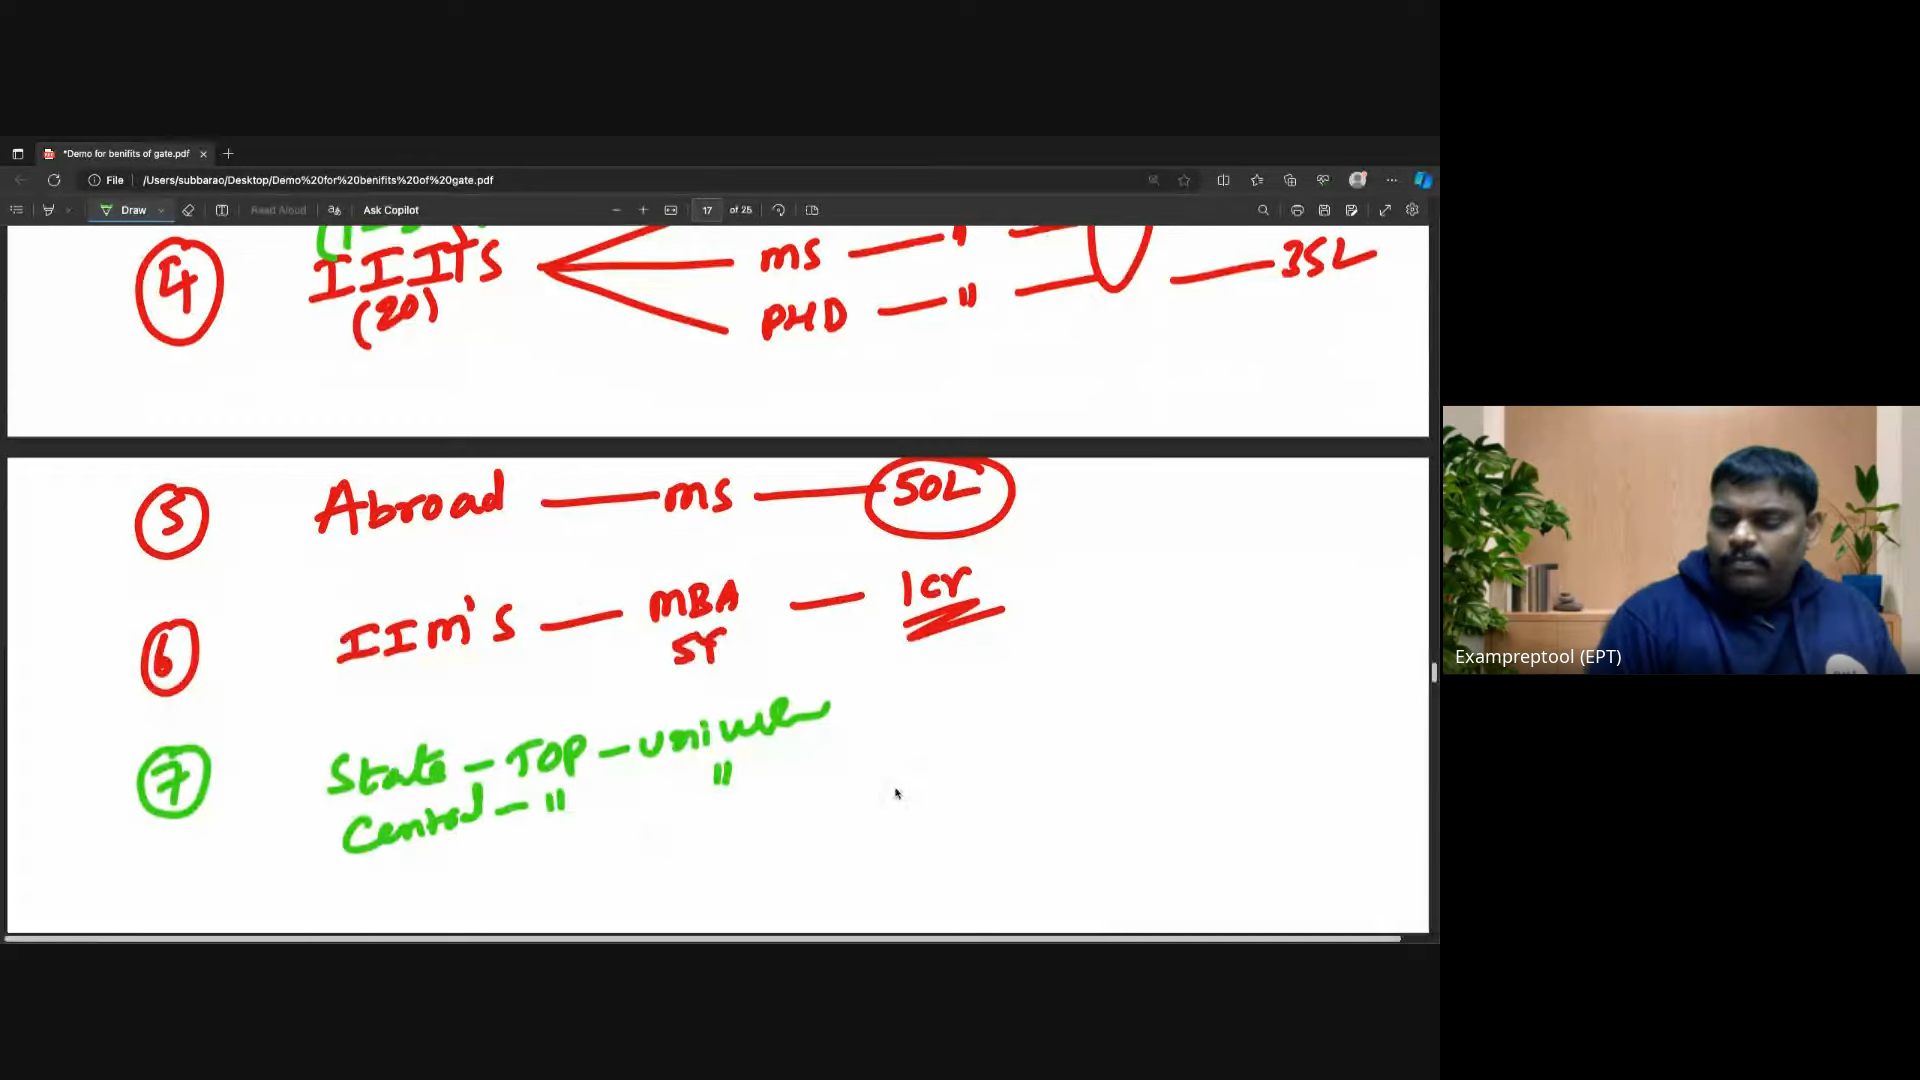 *Demo for benifits of gate.pdf
File /Users/subbarao/Desktop/Demo%20for%20benifits%20of%20gate.pdf
Draw Read Aloud Ask Copilot 17 of 25
4 IIITS ms — " — 35L
(20) PHD — "
5 Abroad — ms — 50L
6 IIM'S — MBA — 1cr
5Y
7 State - TOP -
Central - " "
Exampreptool (EPT)